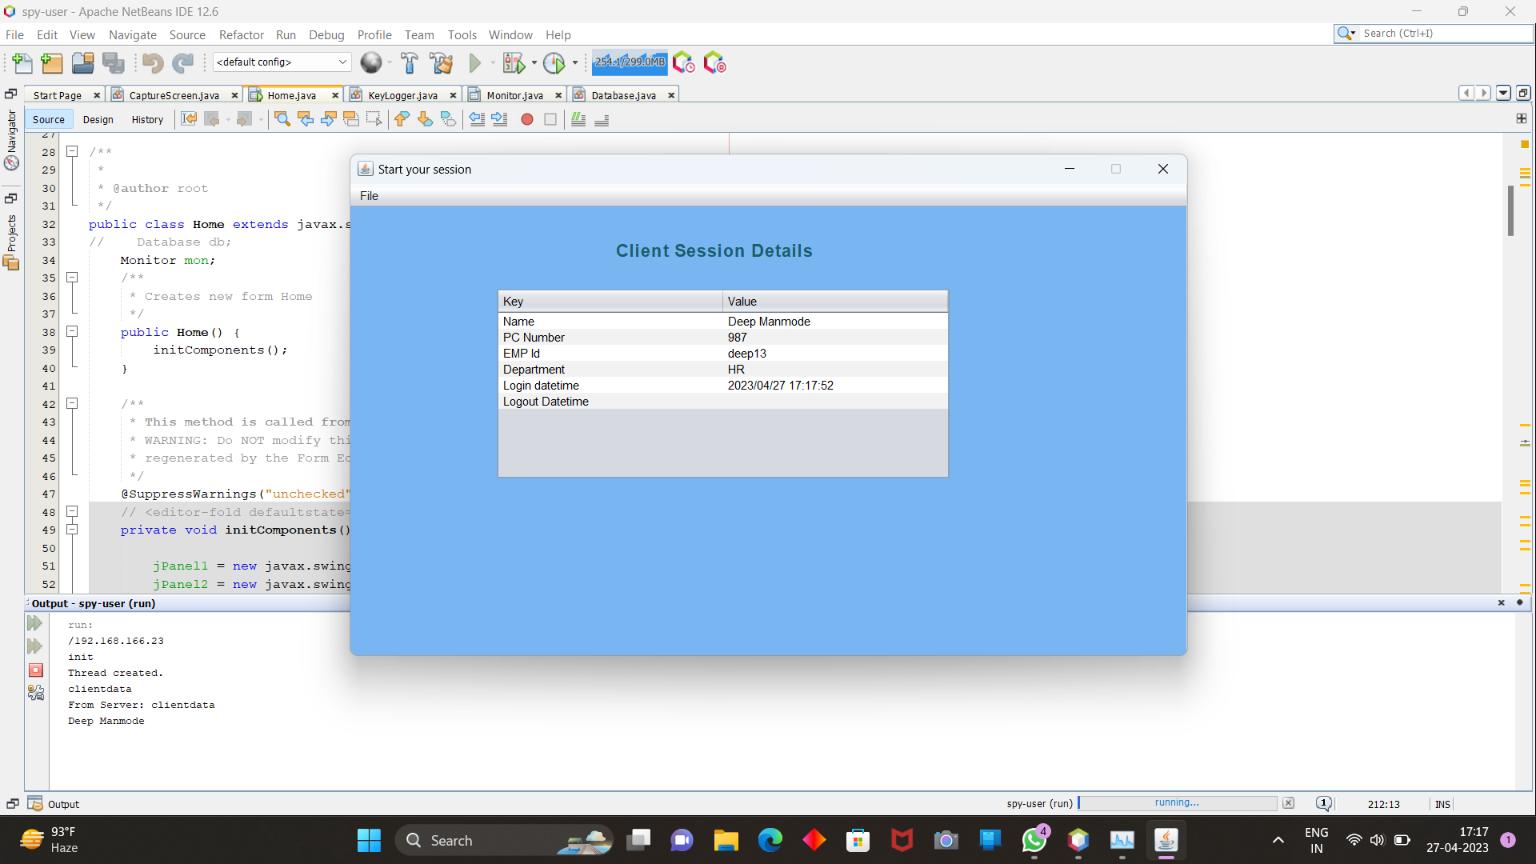 spy-user - Apache NetBeans IDE 12.6
File Edit View Navigate Source Refactor Run Debug Profile Team Tools Window Help
Search (Ctrl+I)
<default config>
254.1/299.0MB
Start Page
CaptureScreen.java
Home.java
KeyLogger.java
Monitor.java
Database.java
Source Design History
Navigator
Projects
27
28 /**
29 *
30 * @author root
31 */
32 public class Home extends javax.s
33 // Database db;
34 Monitor mon;
35 /**
36 * Creates new form Home
37 */
38 public Home() {
39 initComponents();
40 }
41
42 /**
43 * This method is called from
44 * WARNING: Do NOT modify thi
45 * regenerated by the Form Ed
46 */
47 @SuppressWarnings("unchecked"
48 // <editor-fold defaultstate=
49 private void initComponents()
50
51 jPanel1 = new javax.swing
52 jPanel2 = new javax.swing
Start your session
File
Client Session Details
Key Value
Name Deep Manmode
PC Number 987
EMP Id deep13
Department HR
Login datetime 2023/04/27 17:17:52
Logout Datetime
Output - spy-user (run)
run:
/192.168.166.23
init
Thread created.
clientdata
From Server: clientdata
Deep Manmode
Output
spy-user (run)
running...
1
212:13
INS
93°F
Haze
Search
4
ENG
IN
17:17
27-04-2023
1